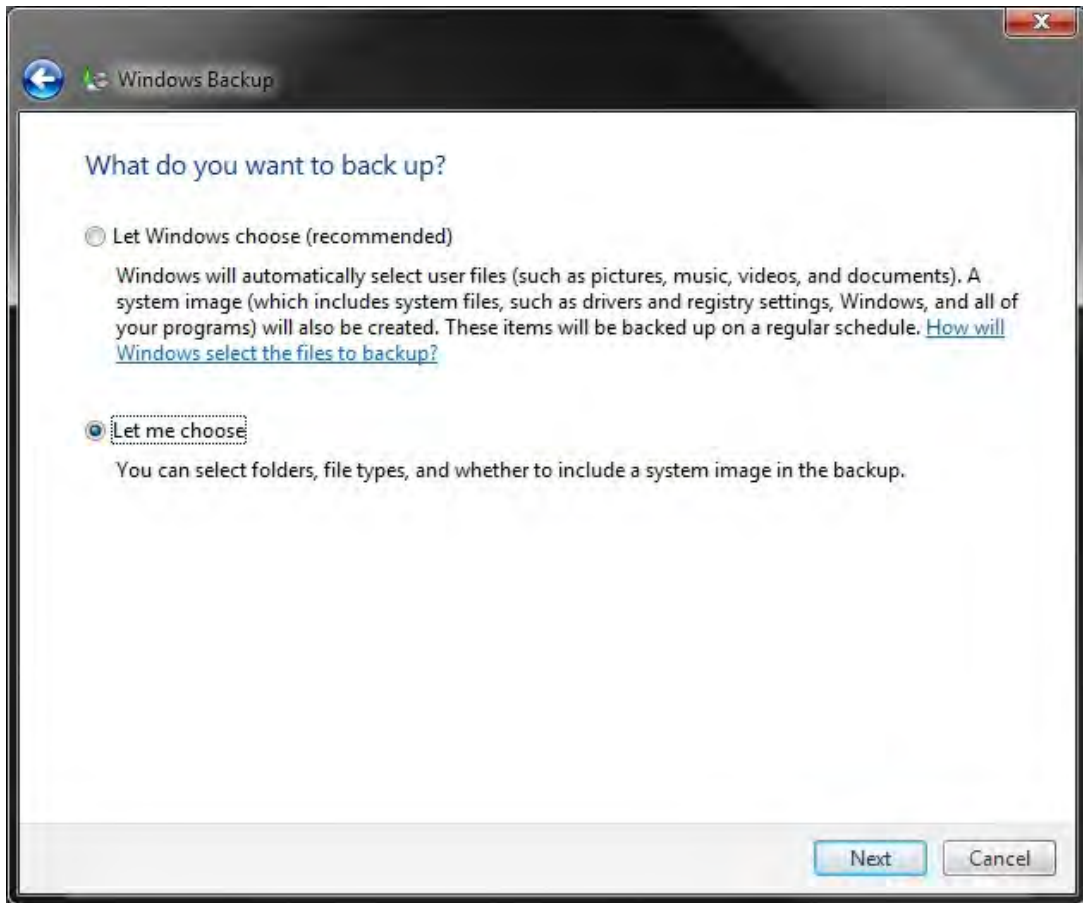 Windows Backup
What do you want to back up?
Let Windows choose (recommended)
Windows will automatically select user files (such as pictures, music, videos, and documents). A
system image (which includes system files, such as drivers and registry settings, Windows, and all of
your programs) will also be created. These items will be backed up on a regular schedule. How will
Windows select the files to backup?
Let me choose
You can select folders, file types, and whether to include a system image in the backup.
Next Cancel